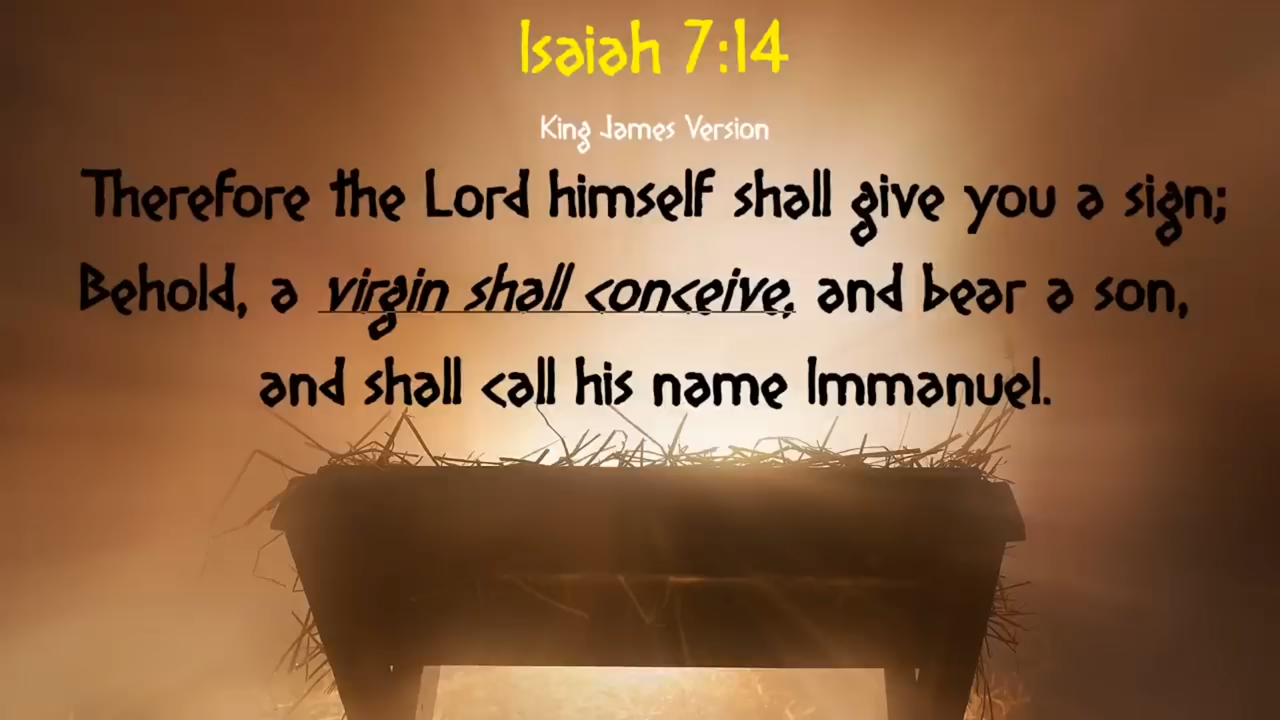 Isaiah 7:14
King James Version
Therefore the Lord himself shall give you a sign;
Behold, a virgin shall conceive, and bear a son,
and shall call his name Immanuel.